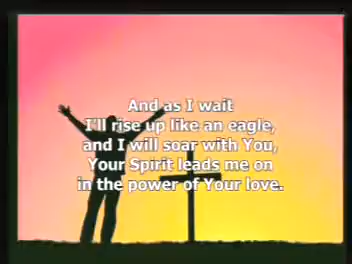 And as I wait
I'll rise up like an eagle,
and I will soar with You,
Your Spirit leads me on
in the power of Your love.